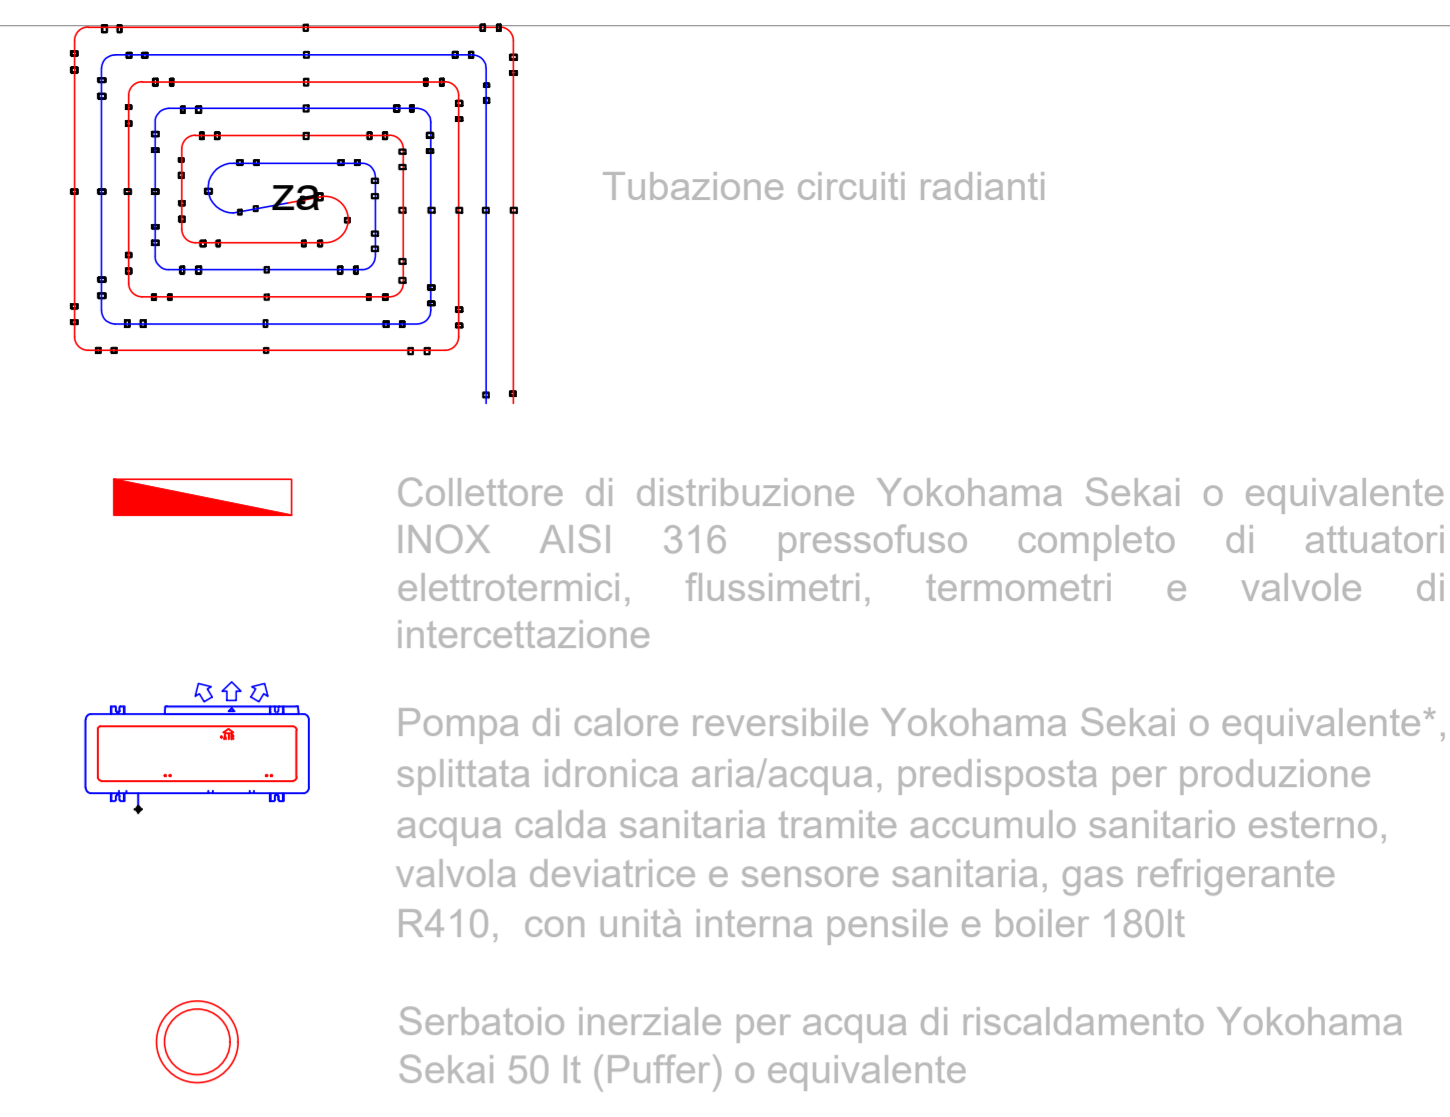 za
Tubazione circuiti radianti
Collettore di distribuzione Yokohama Sekai o equivalente
INOX AISI 316 pressofuso completo di attuatori
elettrotermici, flussimetri, termometri e valvole di
intercettazione
Pompa di calore reversibile Yokohama Sekai o equivalente*,
splittata idronica aria/acqua, predisposta per produzione
acqua calda sanitaria tramite accumulo sanitario esterno,
valvola deviatrice e sensore sanitaria, gas refrigerante
R410, con unità interna pensile e boiler 180lt
Serbatoio inerziale per acqua di riscaldamento Yokohama
Sekai 50 lt (Puffer) o equivalente